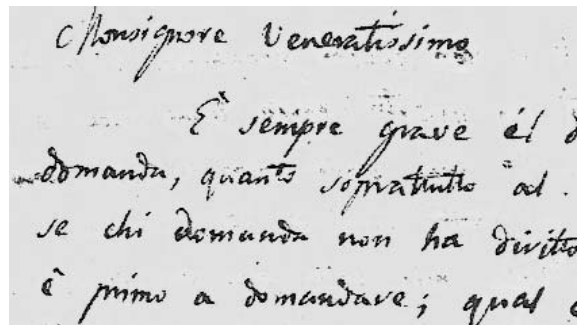 Monsignore Veneratissimo
È sempre grave il d
domanda, quanto soprattutto al
se chi domanda non ha diritto
è primo a domandare; qual è